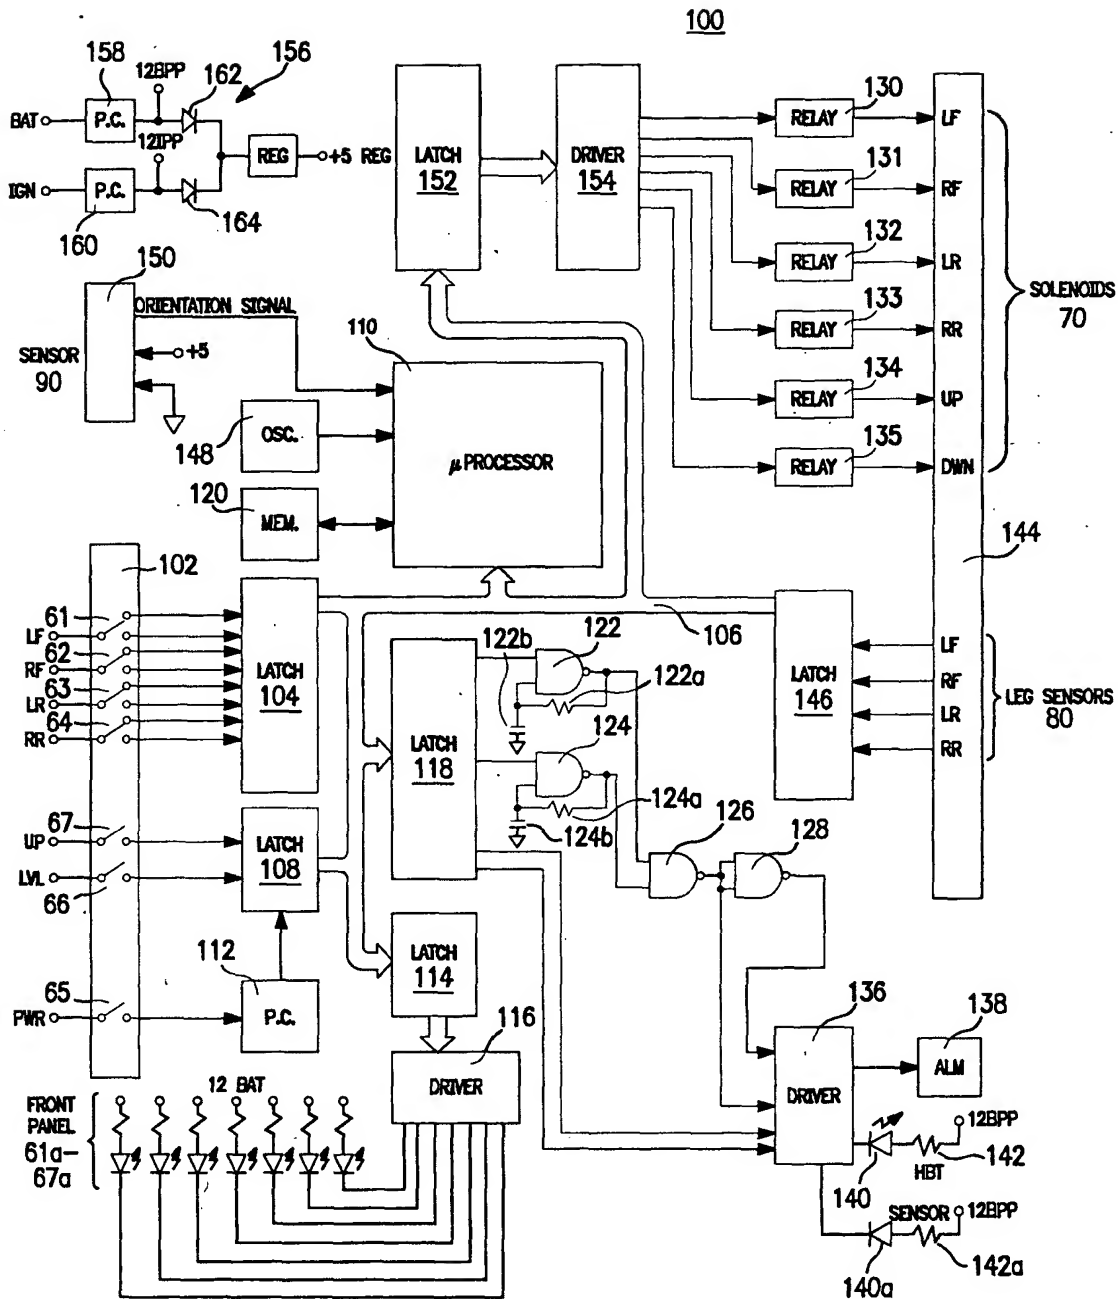 100
158
12BPP
162
156
BAT
P.C.
12IPP
REG
+5 REG
IGN
P.C.
160
164
LATCH
152
DRIVER
154
RELAY
130
LF
RELAY
131
RF
RELAY
132
LR
RELAY
133
RR
RELAY
134
UP
RELAY
135
DWN
SOLENOIDS
70
150
ORIENTATION SIGNAL
SENSOR
90
+5
110
μ PROCESSOR
OSC.
148
120
MEM.
102
144
61
LF
62
RF
63
LR
64
RR
LATCH
104
106
122b
122
122a
124
124a
124b
LATCH
118
LATCH
146
LF
RF
LR
RR
LEG SENSORS
80
126
128
67
UP
LVL
66
LATCH
108
112
P.C.
65
PWR
LATCH
114
116
DRIVER
12 BAT
FRONT
PANEL
61a-
67a
136
DRIVER
138
ALM
12BPP
140
HBT
142
SENSOR
12BPP
140a
142a